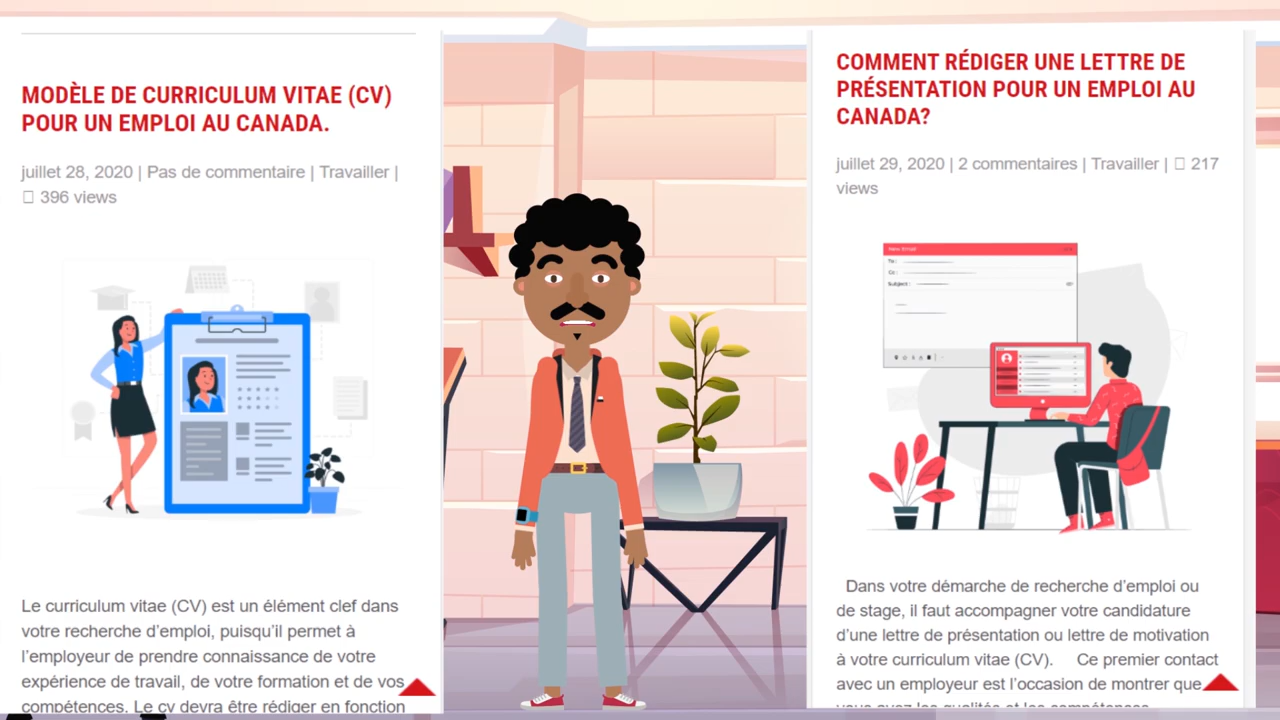 MODÈLE DE CURRICULUM VITAE (CV)
POUR UN EMPLOI AU CANADA.
juillet 28, 2020 | Pas de commentaire | Travailler |
396 views
Le curriculum vitae (CV) est un élément clef dans
votre recherche d'emploi, puisqu'il permet à
l'employeur de prendre connaissance de votre
expérience de travail, de votre formation et de vos
compétences. Le cv devra être rédiger en fonction
COMMENT RÉDIGER UNE LETTRE DE
PRÉSENTATION POUR UN EMPLOI AU
CANADA?
juillet 29, 2020 | 2 commentaires | Travailler | 217
views
New Email
To :
Cc :
Subject :
Dans votre démarche de recherche d'emploi ou
de stage, il faut accompagner votre candidature
d'une lettre de présentation ou lettre de motivation
à votre curriculum vitae (CV). Ce premier contact
avec un employeur est l'occasion de montrer que